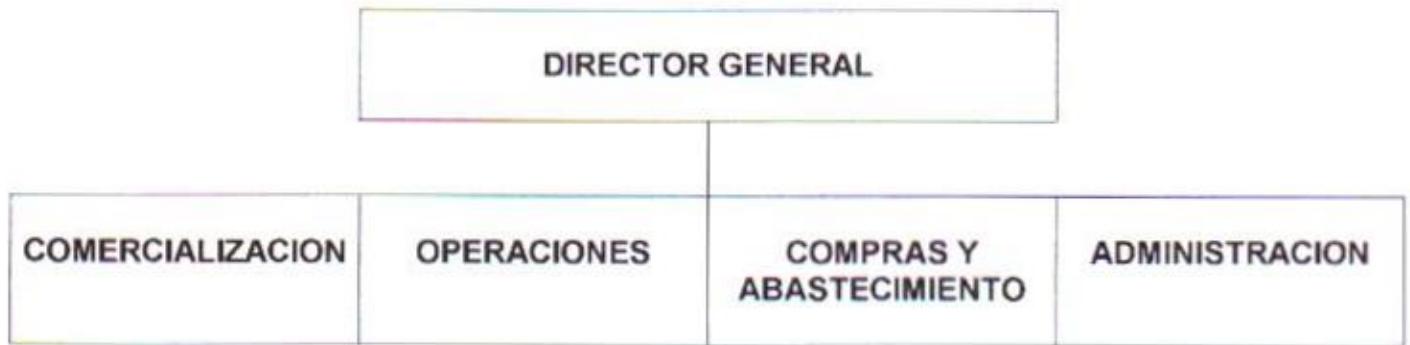 DIRECTOR GENERAL
COMERCIALIZACION
OPERACIONES
COMPRAS Y
ABASTECIMIENTO
ADMINISTRACION